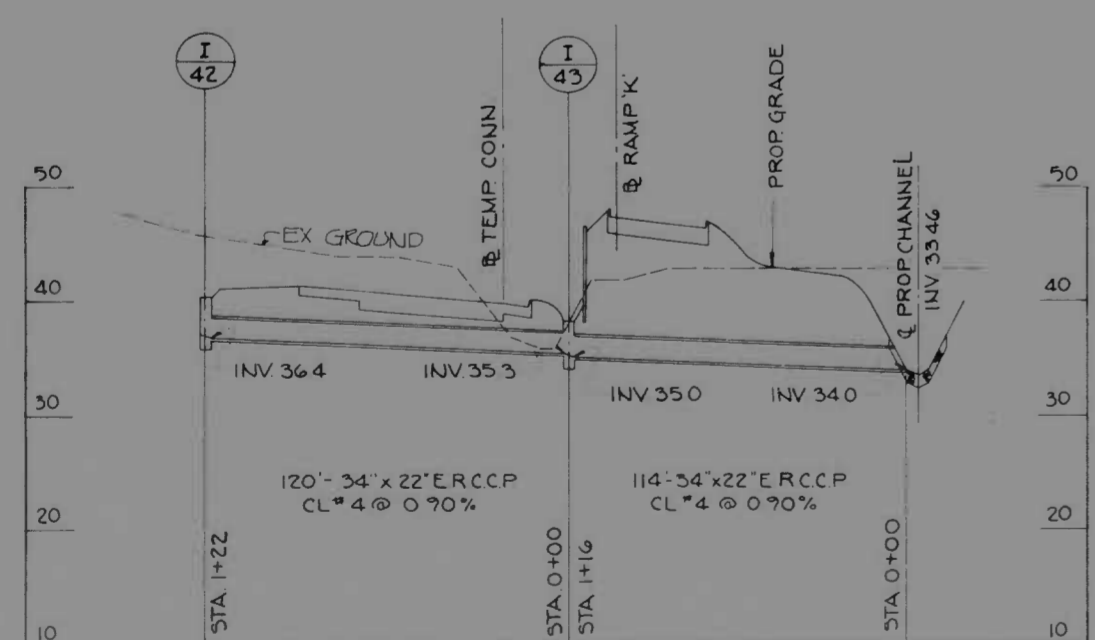 I
42
I
43
℞ TEMP. CONN
℞ RAMP 'K'
PROP. GRADE
℄ PROP CHANNEL
INV 33 46
50
50
EX GROUND
40
40
INV. 36 4
INV. 35.3
INV 35 0
INV 34 0
30
30
120'- 34" x 22" E R C.C.P
CL #4 @ 0 90%
114'-34"x22" E R C.C.P
CL #4 @ 0 90%
20
20
STA. 1+22
STA. 0+00
STA 1+16
STA 0+00
10
10